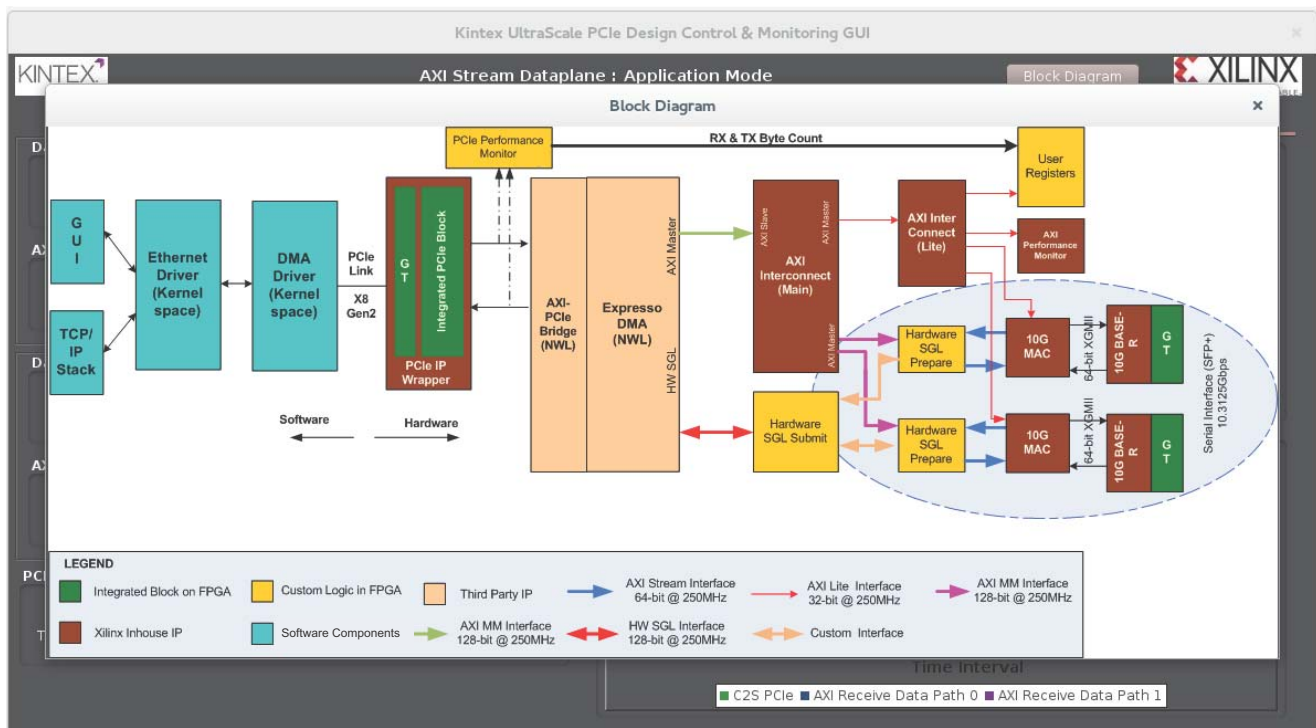 Kintex UltraScale PCIe Design Control & Monitoring GUI
KINTEX
AXI Stream Dataplane : Application Mode
Block Diagram
XILINX
Block Diagram
PCIe Performance
Monitor
RX & TX Byte Count
User
Registers
G
U
I
TCP/
IP
Stack
Ethernet
Driver
(Kernel
space)
DMA
Driver
(Kernel
space)
PCIe
Link
X8
Gen2
G
T
Integrated PCIe Block
PCIe IP
Wrapper
AXI-
PCIe
Bridge
(NWL)
Expresso
DMA
(NWL)
AXI Master
HW SGL
AXI Slave
AXI Master
AXI
Interconnect
(Main)
AXI Master
AXI Inter
Connect
(Lite)
AXI
Performance
Monitor
Hardware
SGL
Prepare
10G
MAC
64-bit XGMII
10G BASE-
R
G
T
Hardware
SGL Submit
Hardware
SGL
Prepare
10G
MAC
64-bit XGMII
10G BASE-
R
G
T
Serial Interface (SFP+)
10.3125Gbps
Software
Hardware
LEGEND
Integrated Block on FPGA
Custom Logic in FPGA
Third Party IP
AXI Stream Interface
64-bit @ 250MHz
AXI Lite Interface
32-bit @ 250MHz
AXI MM Interface
128-bit @ 250MHz
Xilinx Inhouse IP
Software Components
AXI MM Interface
128-bit @ 250MHz
HW SGL Interface
128-bit @ 250MHz
Custom Interface
Time Interval
C2S PCIe
AXI Receive Data Path 0
AXI Receive Data Path 1